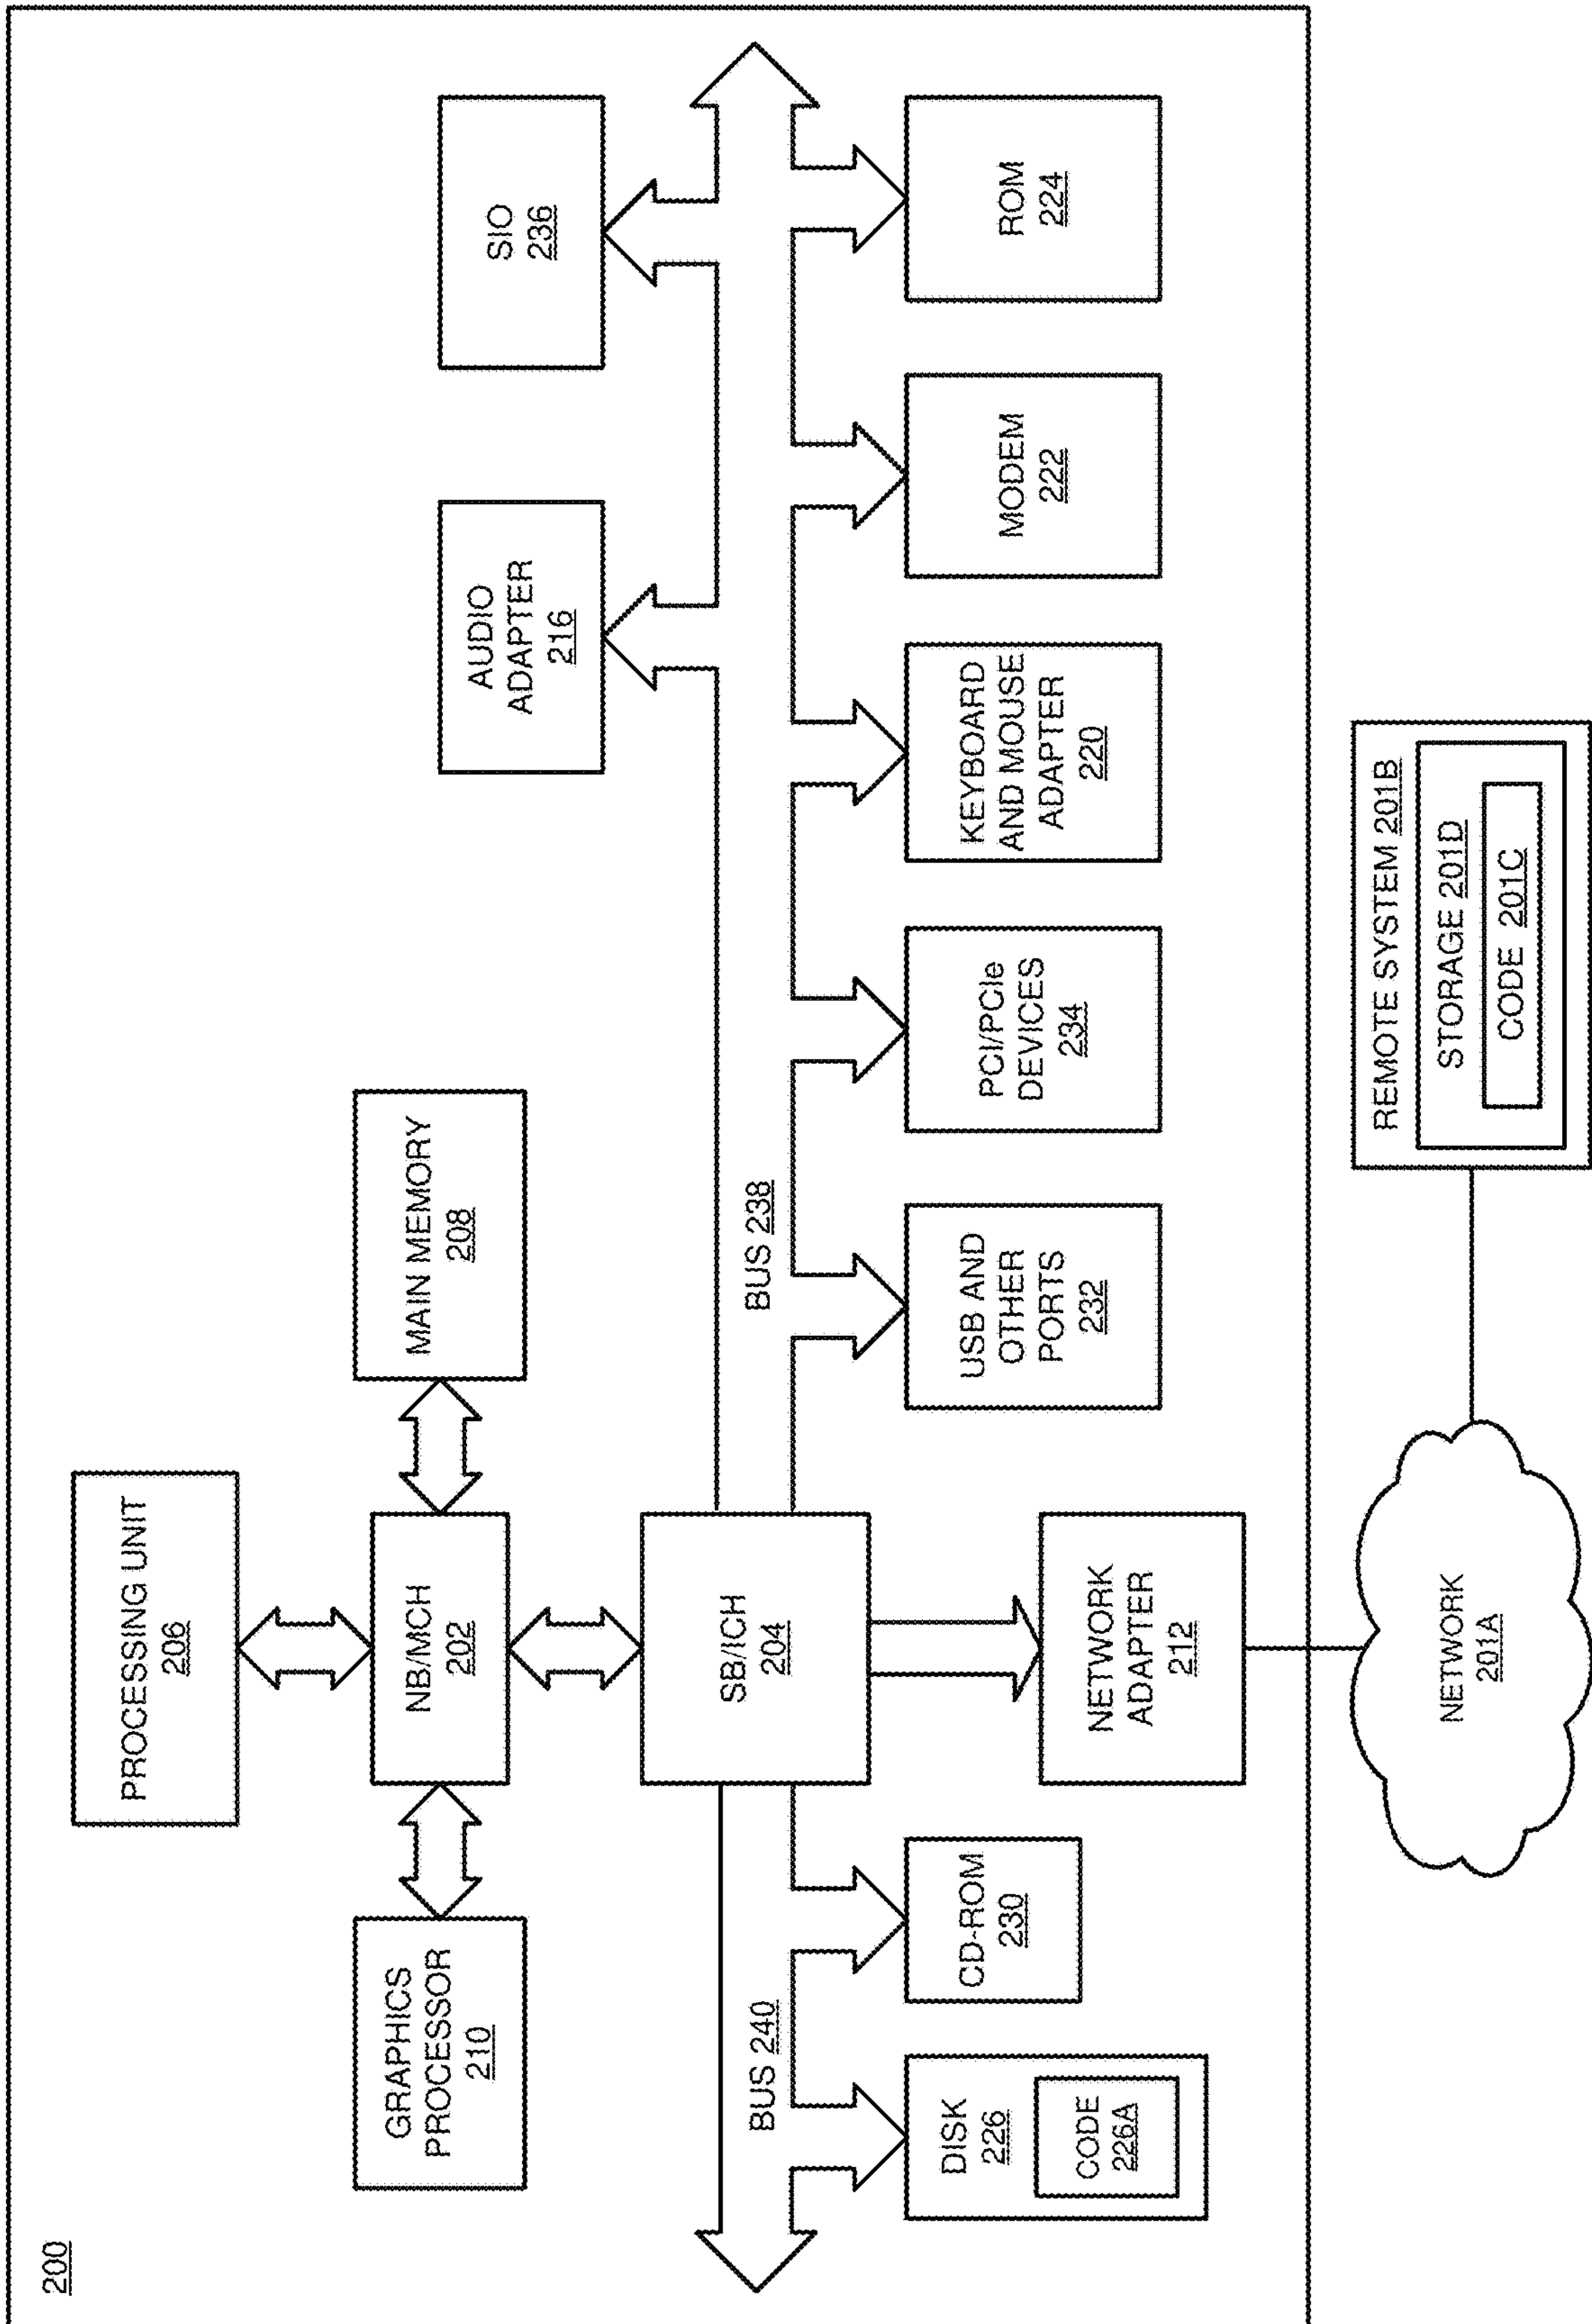 200
PROCESSING UNIT
206
GRAPHICS
PROCESSOR
210
NB/MCH
202
MAIN MEMORY
208
AUDIO
ADAPTER
216
SIO
236
SB/ICH
204
BUS 240
BUS 238
DISK
226
CODE
226A
CD-ROM
230
NETWORK
ADAPTER
212
USB AND
OTHER
PORTS
232
PCI/PCIe
DEVICES
234
KEYBOARD
AND MOUSE
ADAPTER
220
MODEM
222
ROM
224
NETWORK
201A
REMOTE SYSTEM 201B
STORAGE 201D
CODE 201C